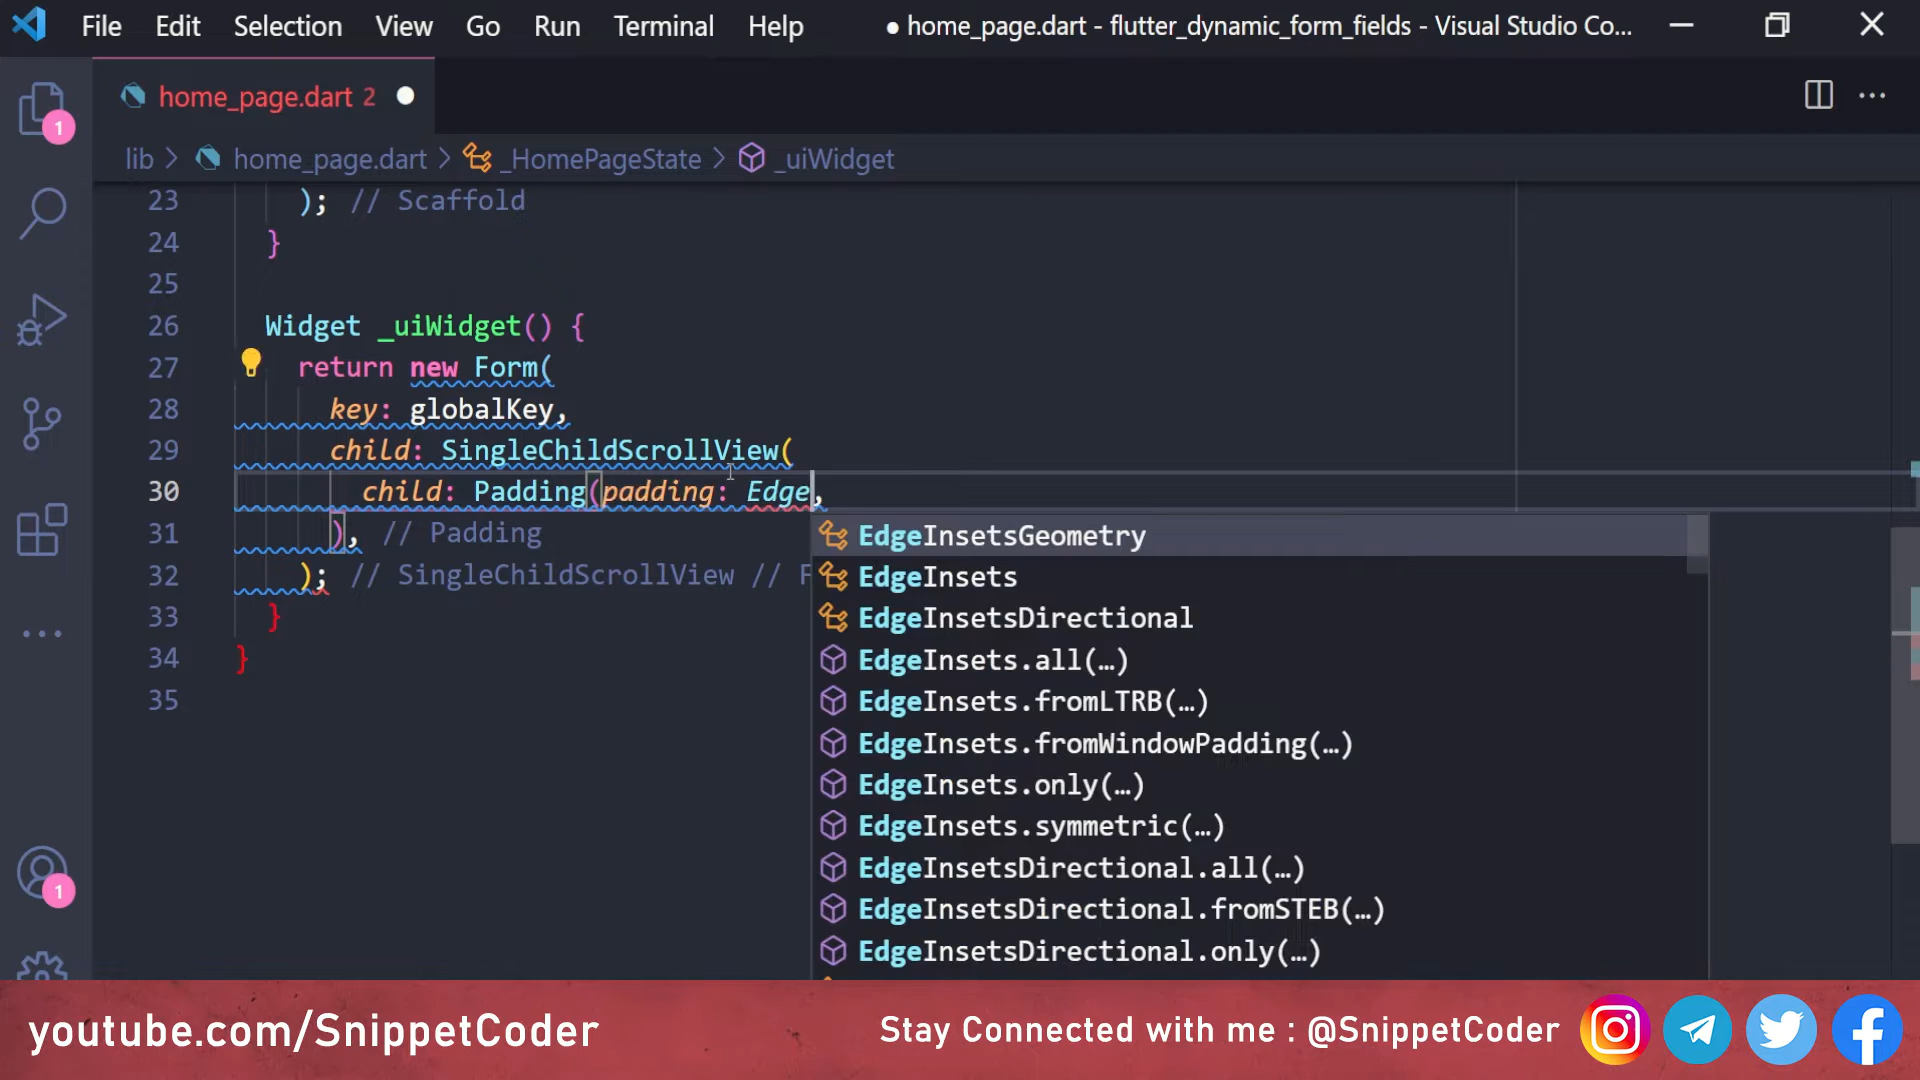 File Edit Selection View Go Run Terminal Help ● home_page.dart - flutter_dynamic_form_fields - Visual Studio Co...
home_page.dart 2
1
lib > home_page.dart > _HomePageState > _uiWidget
23 ); // Scaffold
24 }
25
26 Widget _uiWidget() {
27 return new Form(
28 key: globalKey,
29 child: SingleChildScrollView(
30 child: Padding(padding: Edge,
31 ), // Padding
32 ); // SingleChildScrollView // F
33 }
34 }
35
EdgeInsetsGeometry
EdgeInsets
EdgeInsetsDirectional
EdgeInsets.all(…)
EdgeInsets.fromLTRB(…)
EdgeInsets.fromWindowPadding(…)
EdgeInsets.only(…)
EdgeInsets.symmetric(…)
EdgeInsetsDirectional.all(…)
EdgeInsetsDirectional.fromSTEB(…)
EdgeInsetsDirectional.only(…)
1
youtube.com/SnippetCoder
Stay Connected with me : @SnippetCoder